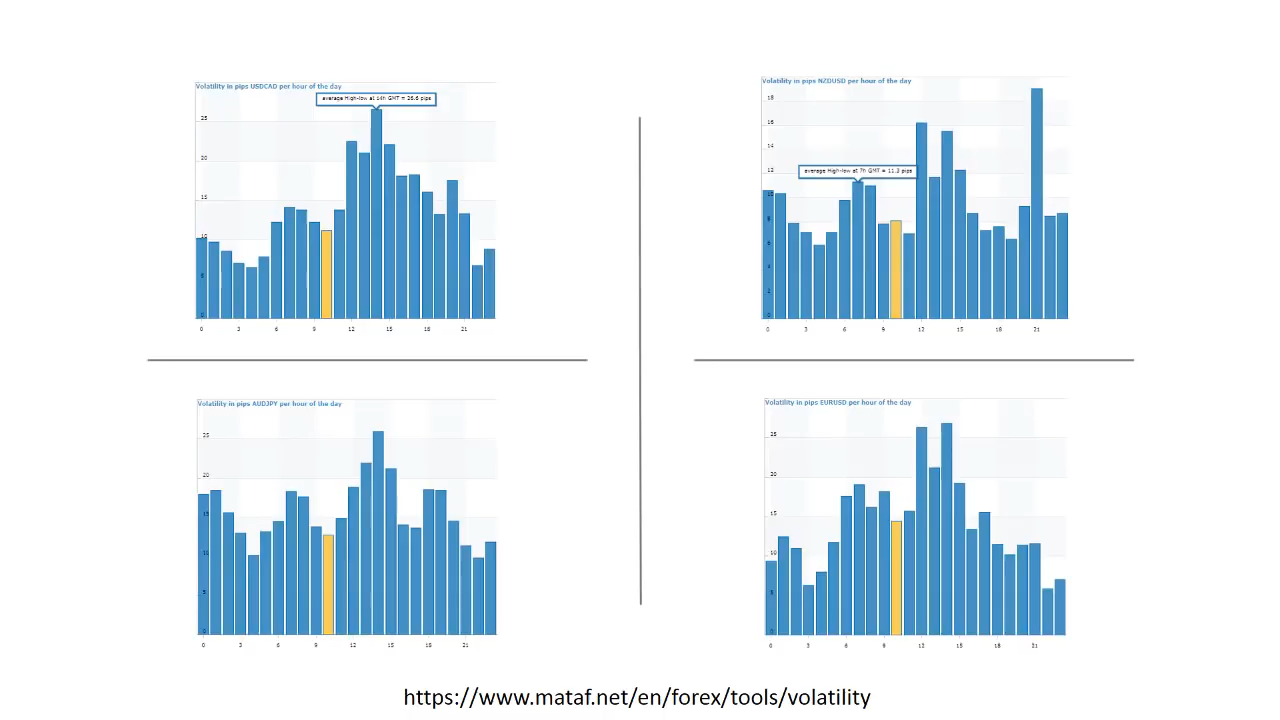 Volatility in pips USDCAD per hour of the day
average High-low at 14h GMT = 26.6 pips
25
20
15
10
5
0
0 3 6 9 12 15 18 21
Volatility in pips NZDUSD per hour of the day
18
16
14
12
average High-low at 7h GMT = 11.3 pips
10
8
6
4
2
0
0 3 6 9 12 15 18 21
Volatility in pips AUDJPY per hour of the day
25
20
15
10
5
0
0 3 6 9 12 15 18 21
Volatility in pips EURUSD per hour of the day
25
20
15
10
5
0
0 3 6 9 12 15 18 21
https://www.mataf.net/en/forex/tools/volatility